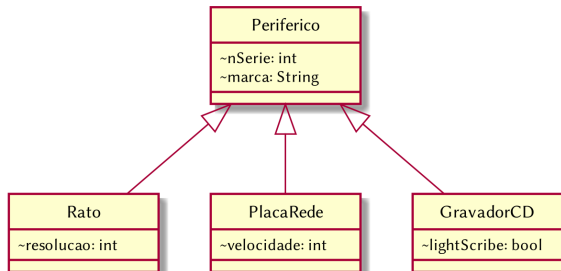 Periferico
~nSerie: int
~marca: String
Rato
~resolucao: int
PlacaRede
~velocidade: int
GravadorCD
~lightScribe: bool